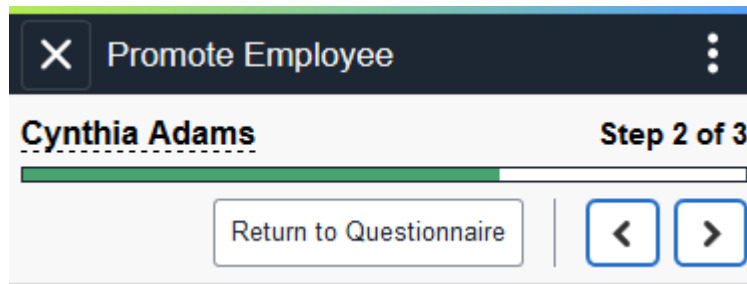 Promote Employee
Cynthia Adams
Step 2 of 3
Return to Questionnaire